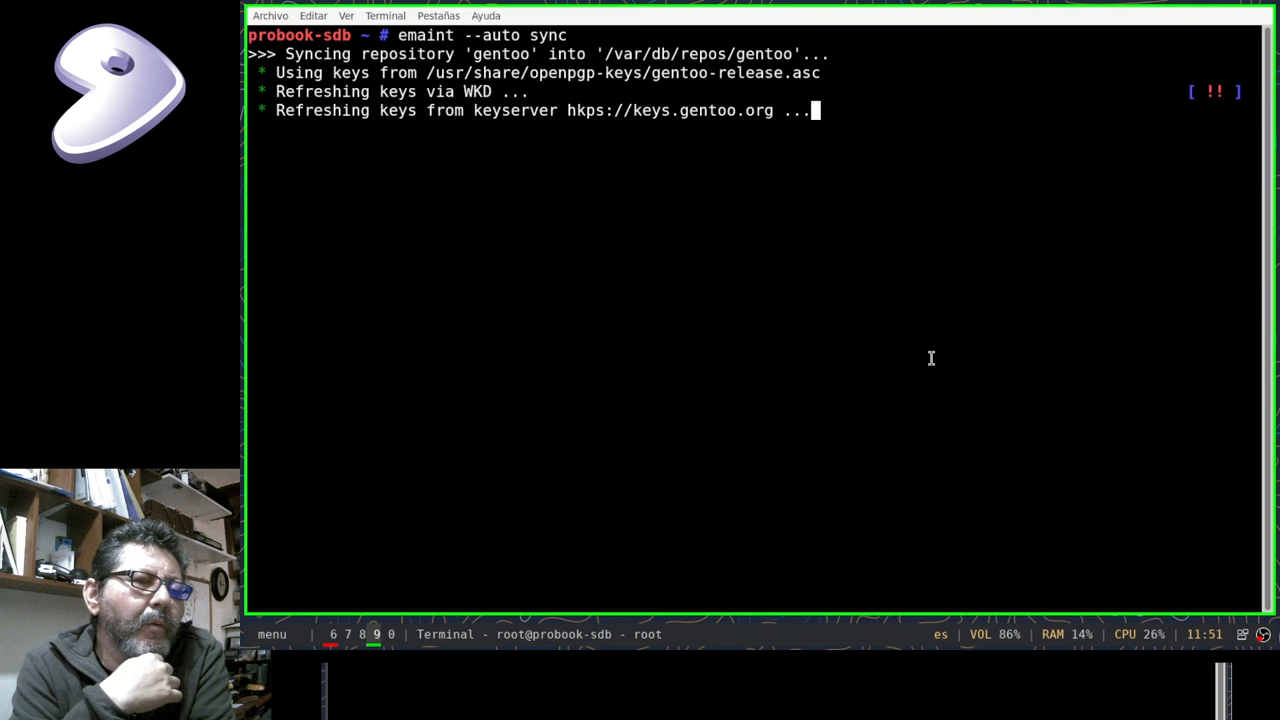 Archivo Editar Ver Terminal Pestañas Ayuda
probook-sdb ~ # emaint --auto sync
>>> Syncing repository 'gentoo' into '/var/db/repos/gentoo'...
* Using keys from /usr/share/openpgp-keys/gentoo-release.asc
* Refreshing keys via WKD ... [ !! ]
* Refreshing keys from keyserver hkps://keys.gentoo.org ...
menu | 6 7 8 9 0 | Terminal - root@probook-sdb - root es | VOL 86% | RAM 14% | CPU 26% | 11:51